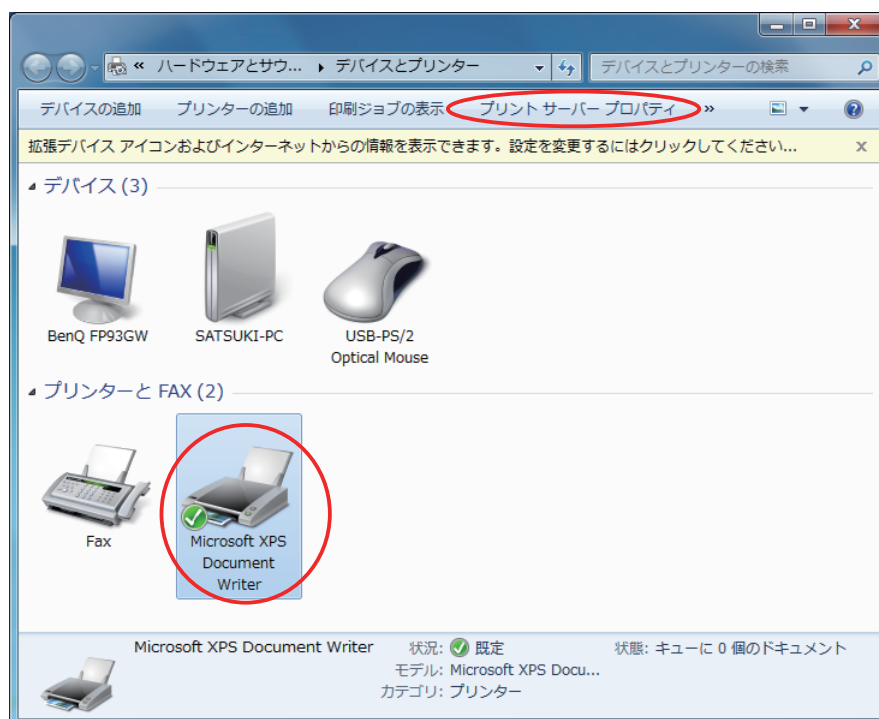 « ハードウェアとサウ... ▸ デバイスとプリンター
デバイスとプリンターの検索
デバイスの追加 プリンターの追加 印刷ジョブの表示 プリント サーバー プロパティ »
拡張デバイス アイコンおよびインターネットからの情報を表示できます。設定を変更するにはクリックしてください... x
デバイス (3)
BenQ FP93GW
SATSUKI-PC
USB-PS/2
Optical Mouse
プリンターと FAX (2)
Fax
Microsoft XPS
Document
Writer
Microsoft XPS Document Writer 状況: 既定 状態: キューに 0 個のドキュメント
モデル: Microsoft XPS Docu...
カテゴリ: プリンター